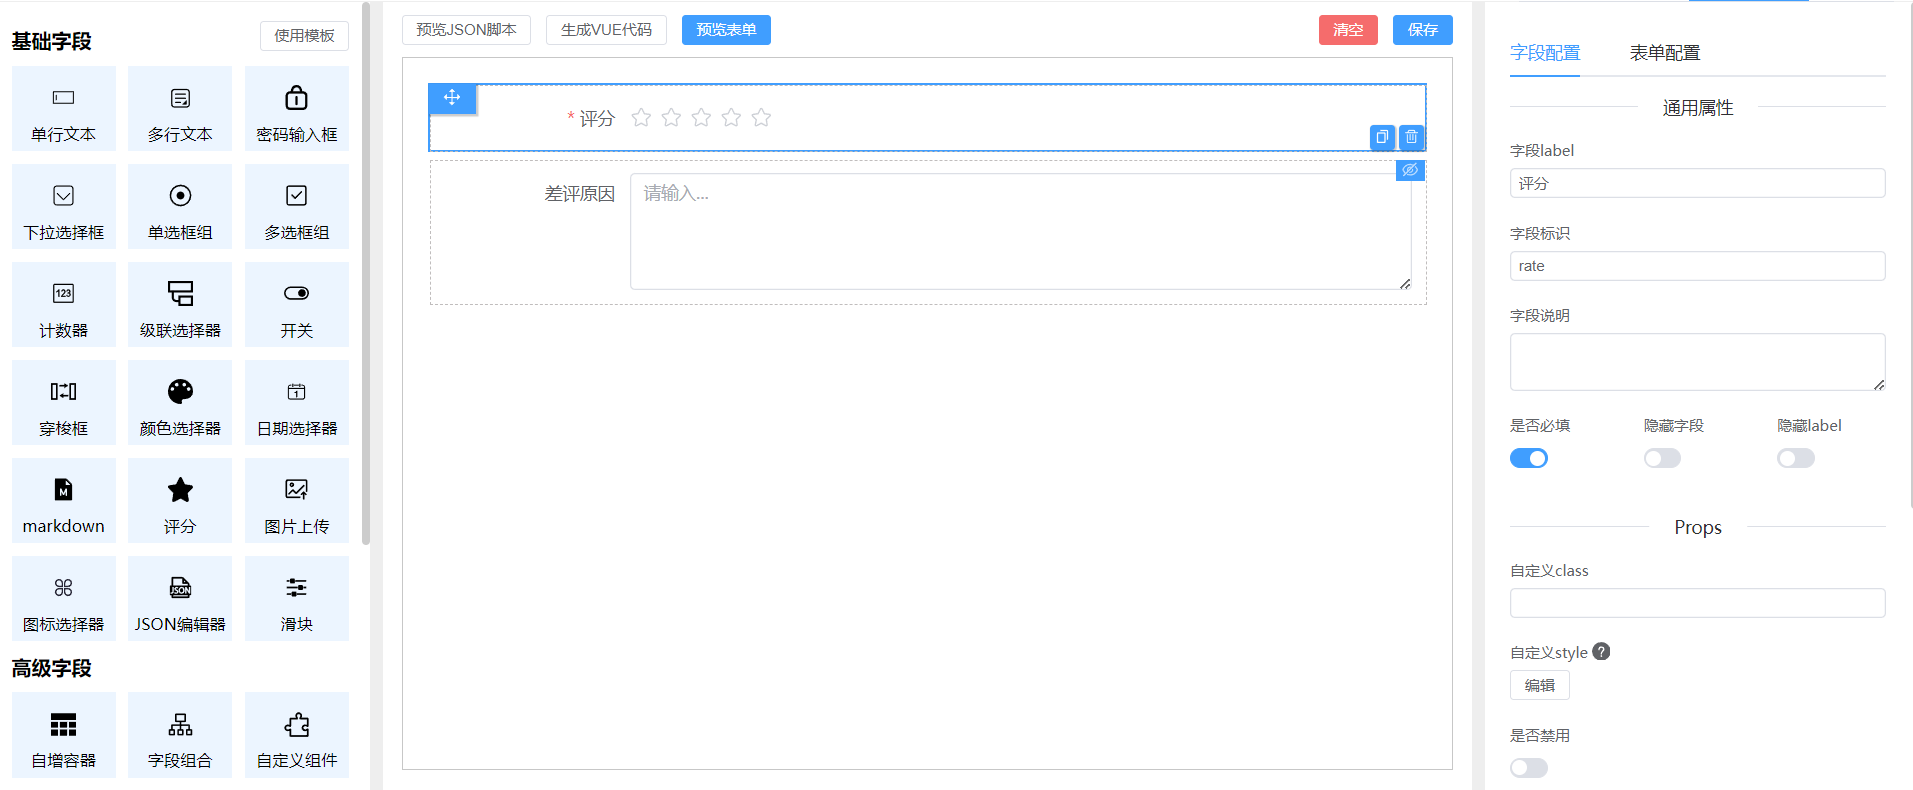 基础字段
使用模板
单行文本
多行文本
密码输入框
下拉选择框
单选框组
多选框组
123
计数器
级联选择器
开关
穿梭框
颜色选择器
1
日期选择器
M
markdown
评分
图片上传
图标选择器
JSON
JSON编辑器
滑块
高级字段
自增容器
字段组合
自定义组件
预览JSON脚本
生成VUE代码
预览表单
清空
保存
* 评分
差评原因
请输入...
字段配置
表单配置
通用属性
字段label
评分
字段标识
rate
字段说明
是否必填
隐藏字段
隐藏label
Props
自定义class
自定义style ?
编辑
是否禁用